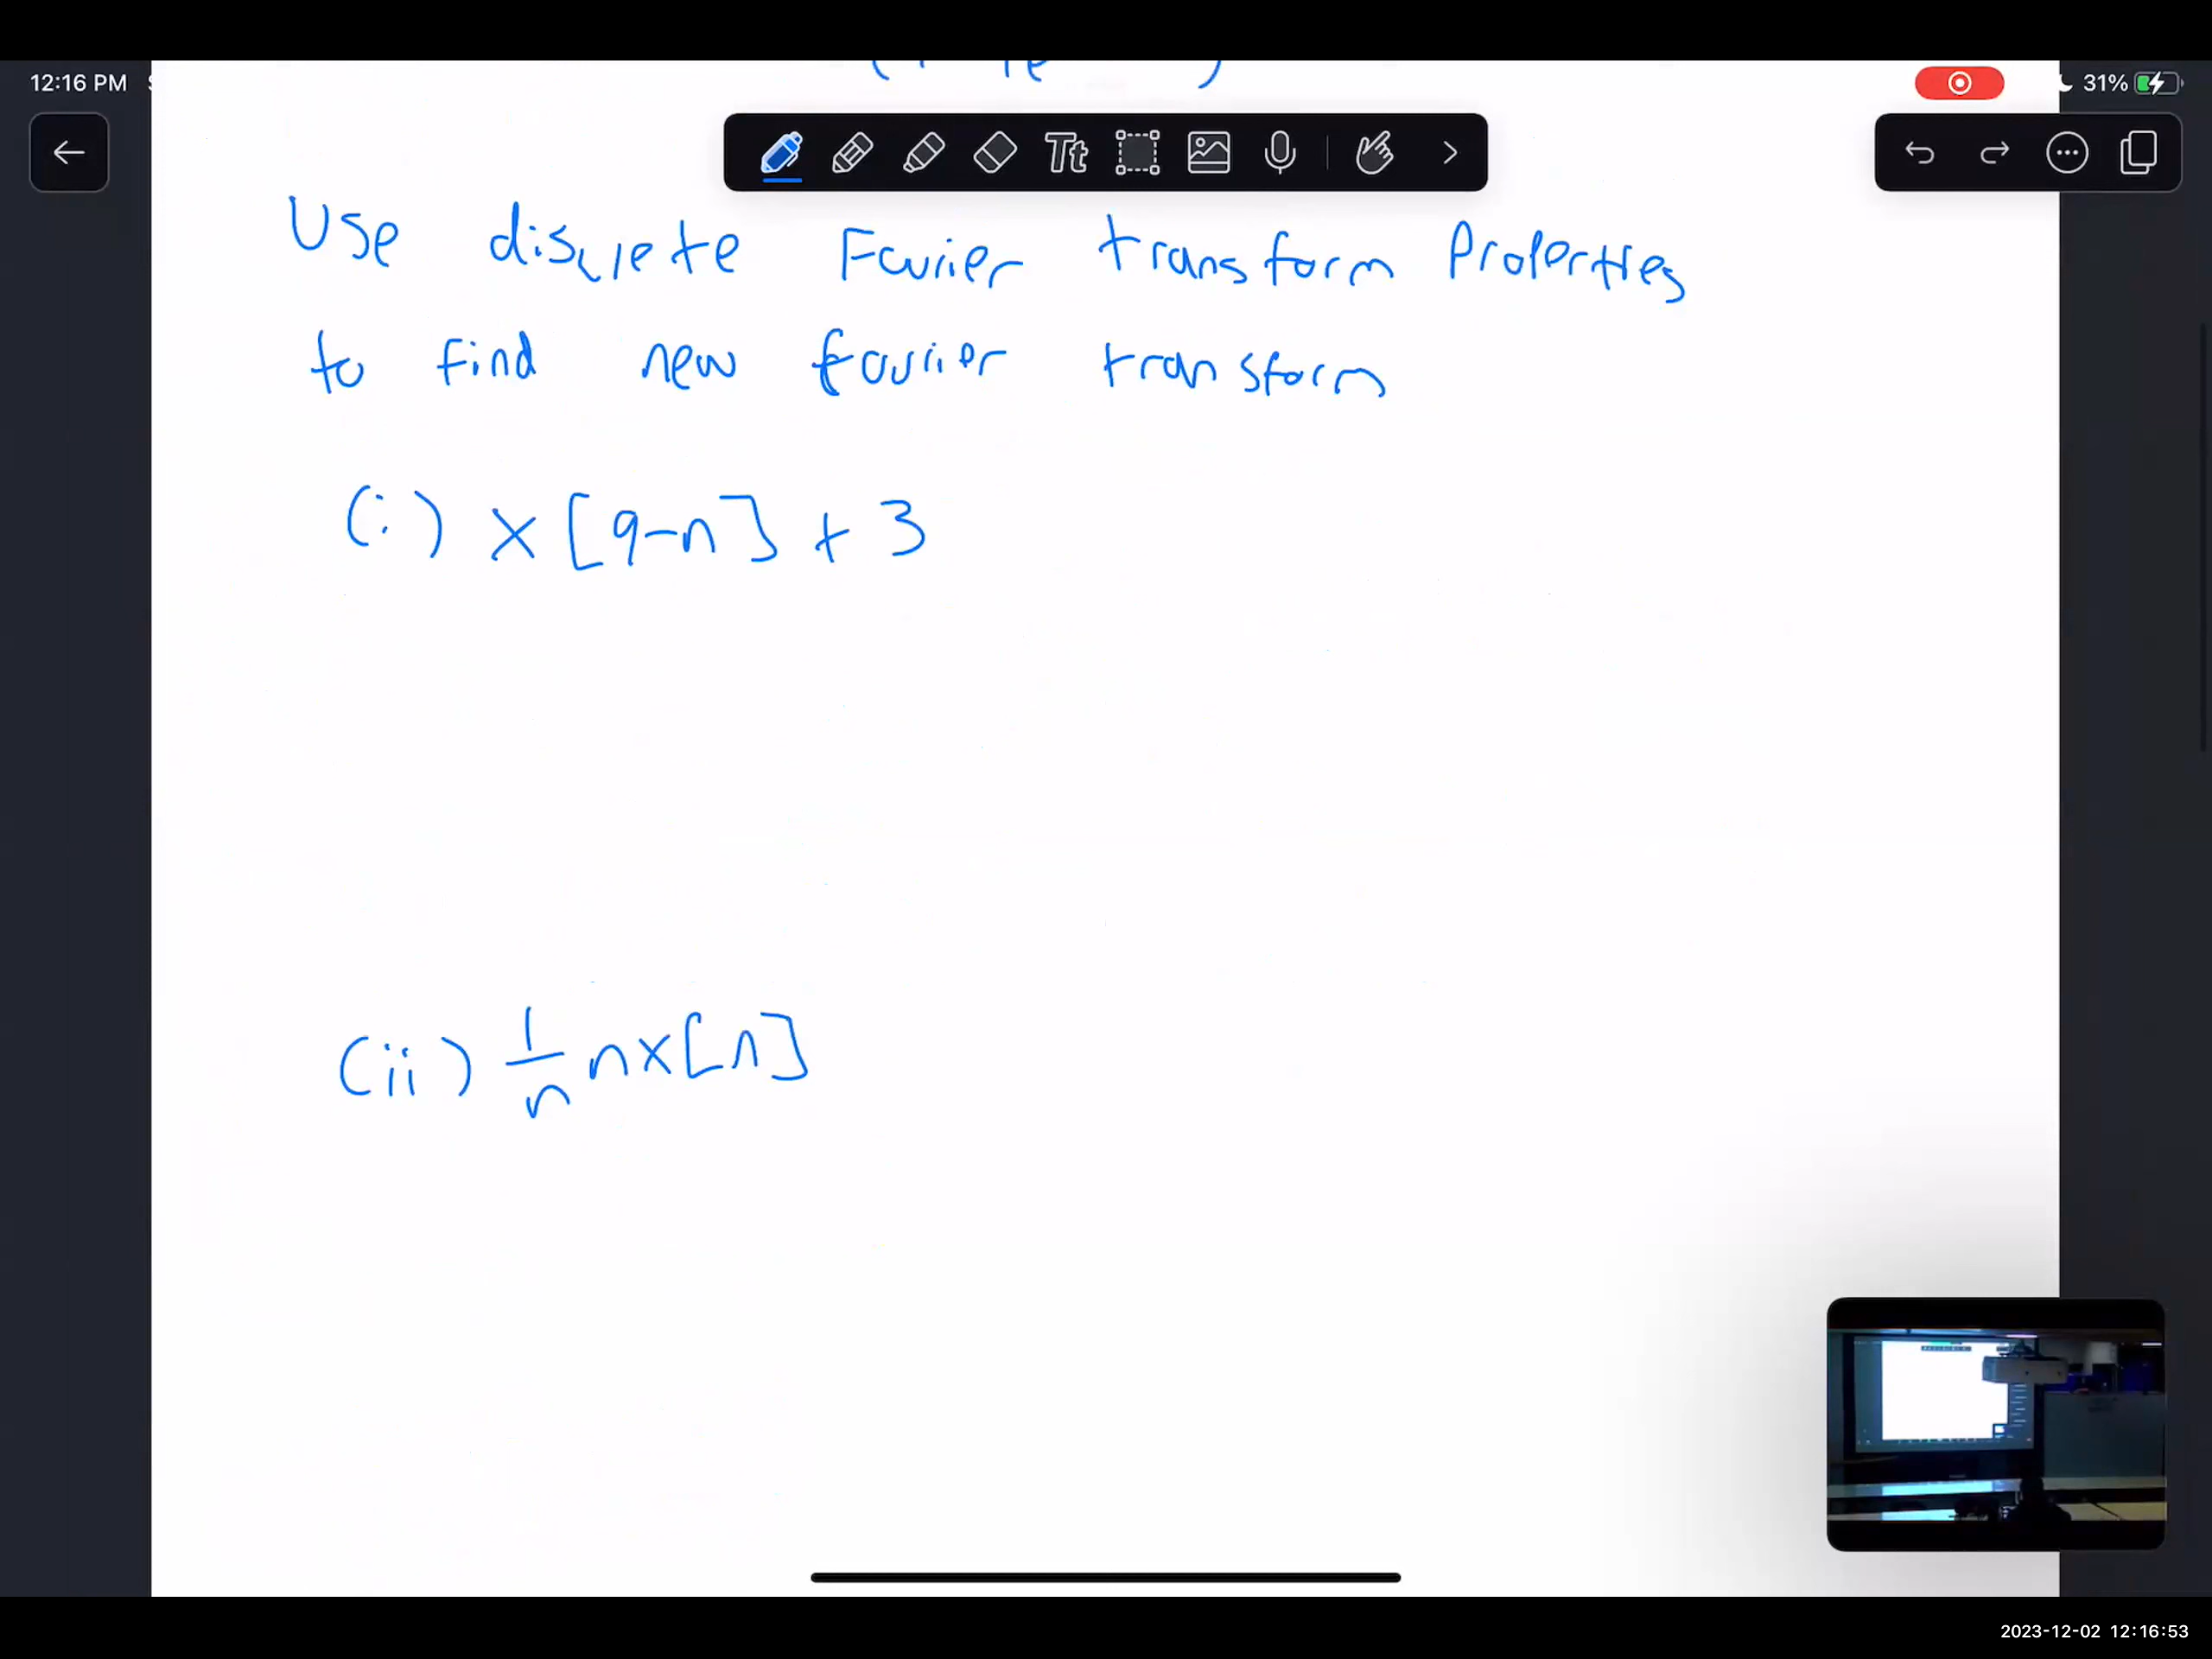 12:16 PM
31%
Tt
Use discrete Fourier transform Properties
to find new fourier transform
(i) x[9-n] + 3
(ii) 1/n nx[n]
2023-12-02 12:16:53